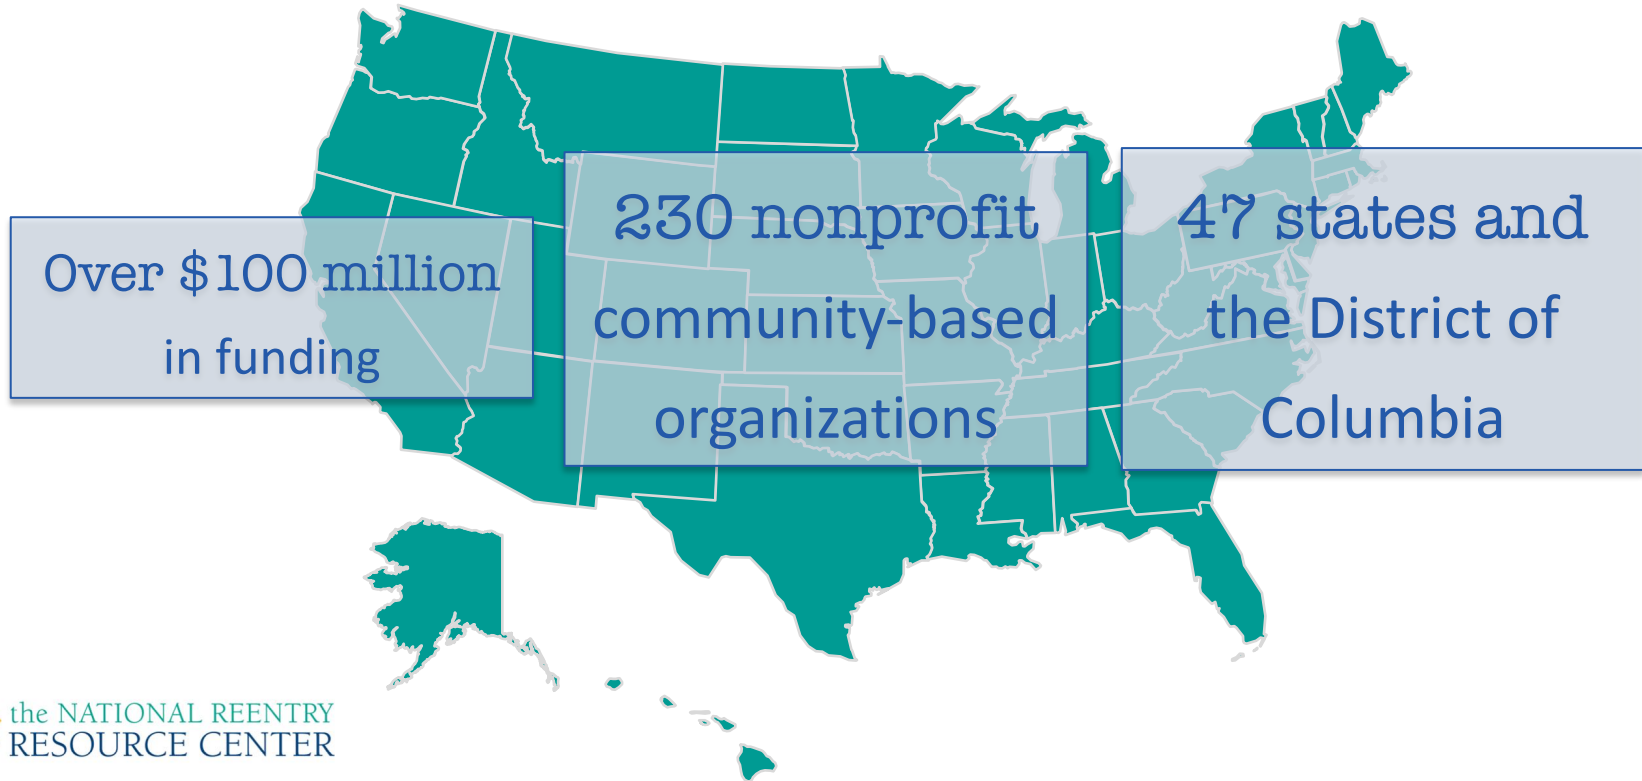 Over $100 million
in funding
230 nonprofit
community-based
organizations
47 states and
the District of
Columbia
the NATIONAL REENTRY
RESOURCE CENTER